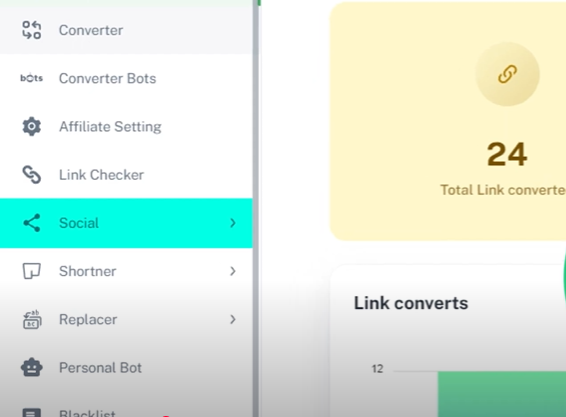 Converter
bots
Converter Bots
Affiliate Setting
Link Checker
Social
Shortner
Replacer
Personal Bot
Blacklist
24
Total Link converte
Link converts
12